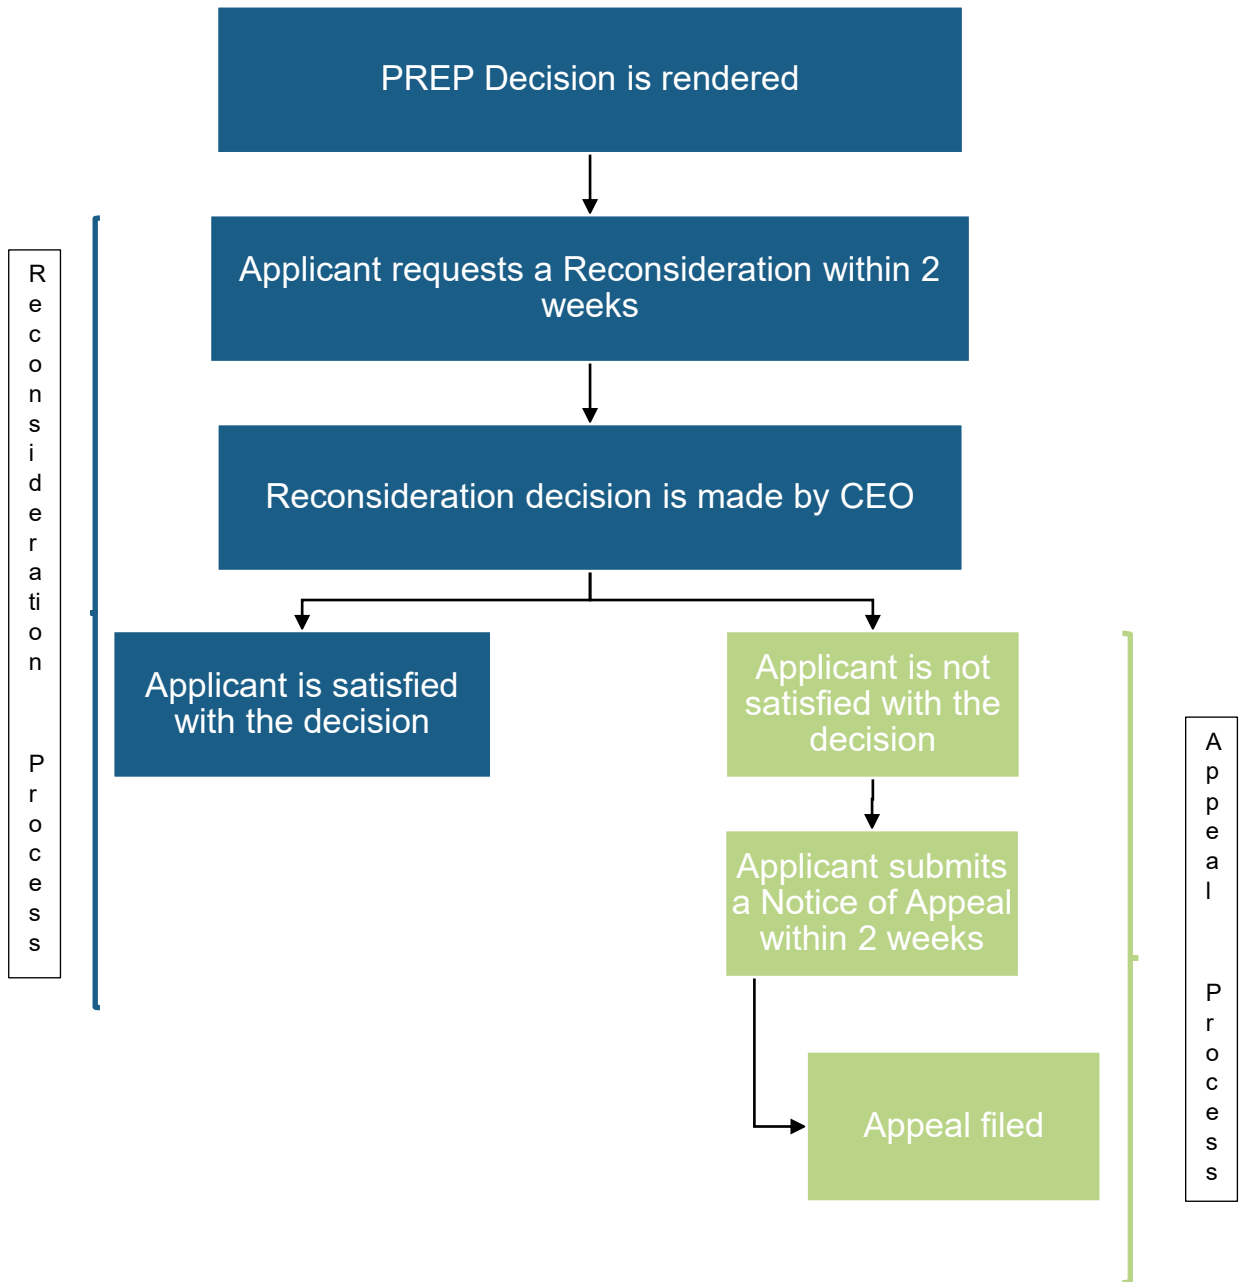 PREP Decision is rendered
Applicant requests a Reconsideration within 2
weeks
Reconsideration decision is made by CEO
Applicant is satisfied
with the decision
Applicant is not
satisfied with the
decision
Applicant submits
a Notice of Appeal
within 2 weeks
Appeal filed
Reconsideration Process
Appeal Process